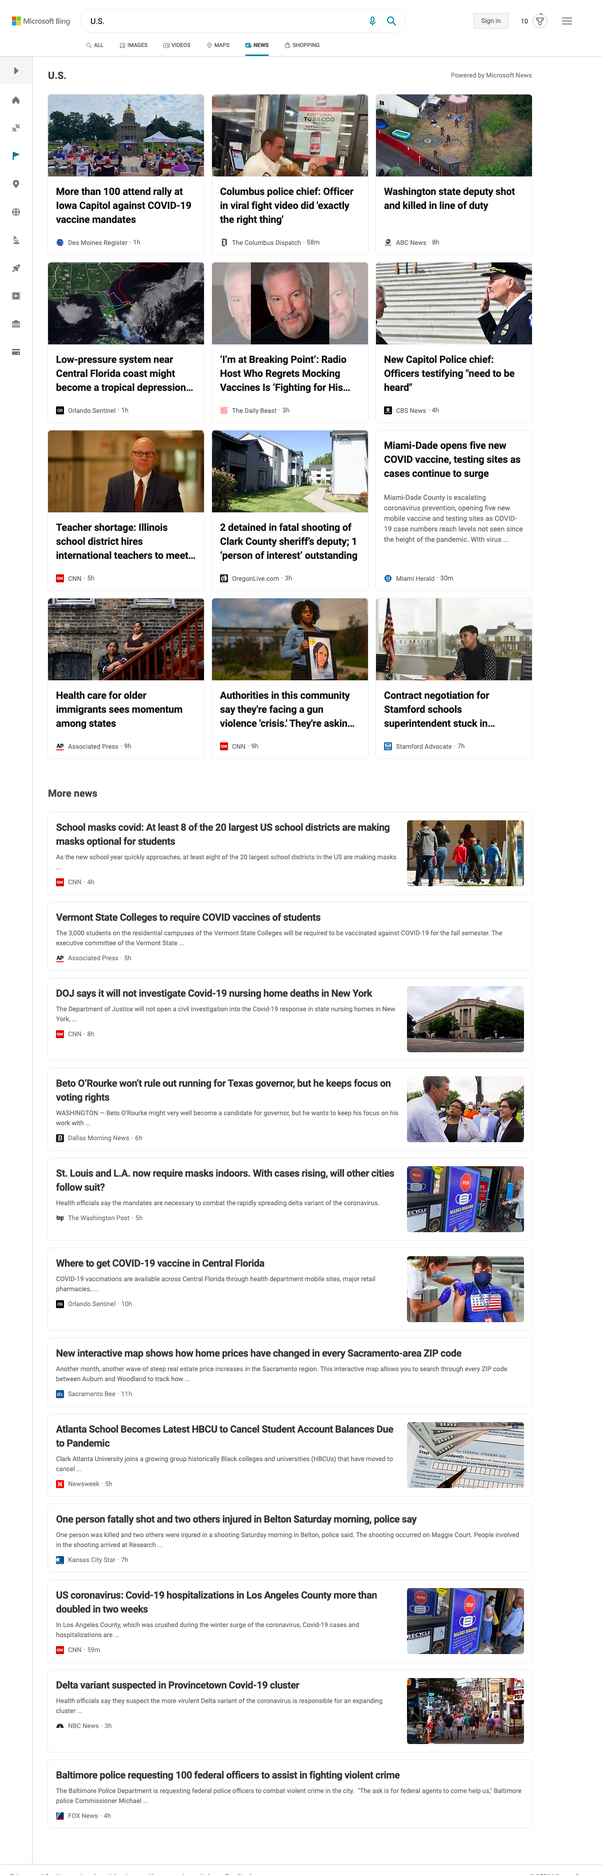 Microsoft Bing
U.S.
Sign in
10
ALL
IMAGES
VIDEOS
MAPS
NEWS
SHOPPING
U.S.
Powered by Microsoft News
More than 100 attend rally at
Iowa Capitol against COVID-19
vaccine mandates
Des Moines Register · 1h
TOBACCO
Columbus police chief: Officer
in viral fight video did 'exactly
the right thing'
The Columbus Dispatch · 58m
Washington state deputy shot
and killed in line of duty
ABC News · 8h
Low-pressure system near
Central Florida coast might
become a tropical depression...
Orlando Sentinel · 1h
'I'm at Breaking Point': Radio
Host Who Regrets Mocking
Vaccines Is 'Fighting for His...
The Daily Beast · 3h
New Capitol Police chief:
Officers testifying "need to be
heard"
CBS News · 4h
Teacher shortage: Illinois
school district hires
international teachers to meet...
CNN · 5h
2 detained in fatal shooting of
Clark County sheriff's deputy; 1
'person of interest' outstanding
OregonLive.com · 3h
Miami-Dade opens five new
COVID vaccine, testing sites as
cases continue to surge
Miami-Dade County is escalating
coronavirus prevention, opening five new
mobile vaccine and testing sites as COVID-
19 case numbers reach levels not seen since
the height of the pandemic. With virus ...
Miami Herald · 30m
Health care for older
immigrants sees momentum
among states
AP Associated Press · 9h
Authorities in this community
say they're facing a gun
violence 'crisis.' They're askin...
CNN · 9h
Contract negotiation for
Stamford schools
superintendent stuck in...
Stamford Advocate · 7h
More news
School masks covid: At least 8 of the 20 largest US school districts are making
masks optional for students
As the new school year quickly approaches, at least eight of the 20 largest school districts in the US are making masks
...
CNN · 4h
Vermont State Colleges to require COVID vaccines of students
The 3,000 students on the residential campuses of the Vermont State Colleges will be required to be vaccinated against COVID-19 for the fall semester. The
executive committee of the Vermont State ...
AP Associated Press · 5h
DOJ says it will not investigate Covid-19 nursing home deaths in New York
The Department of Justice will not open a civil investigation into the Covid-19 response in state nursing homes in New
York, ...
CNN · 8h
Beto O'Rourke won't rule out running for Texas governor, but he keeps focus on
voting rights
WASHINGTON — Beto O'Rourke might very well become a candidate for governor, but he wants to keep his focus on his
work with ...
Dallas Morning News · 6h
St. Louis and L.A. now require masks indoors. With cases rising, will other cities
follow suit?
Health officials say the mandates are necessary to combat the rapidly spreading delta variant of the coronavirus.
wp The Washington Post · 5h
STOP
RECYCLE
Where to get COVID-19 vaccine in Central Florida
COVID-19 vaccinations are available across Central Florida through health department mobile sites, major retail
pharmacies, ...
Orlando Sentinel · 10h
New interactive map shows how home prices have changed in every Sacramento-area ZIP code
Another month, another wave of steep real estate price increases in the Sacramento region. This interactive map allows you to search through every ZIP code
between Auburn and Woodland to track how ...
Sacramento Bee · 11h
Atlanta School Becomes Latest HBCU to Cancel Student Account Balances Due
to Pandemic
Clark Atlanta University joins a growing group historically Black colleges and universities (HBCUs) that have moved to
cancel ...
N Newsweek · 5h
One person fatally shot and two others injured in Belton Saturday morning, police say
One person was killed and two others were injured in a shooting Saturday morning in Belton, police said. The shooting occurred on Maggie Court. People involved
in the shooting arrived at Research ...
Kansas City Star · 7h
US coronavirus: Covid-19 hospitalizations in Los Angeles County more than
doubled in two weeks
In Los Angeles County, which was crushed during the winter surge of the coronavirus, Covid-19 cases and
hospitalizations are ...
CNN · 59m
STOP
RECYCLE
Delta variant suspected in Provincetown Covid-19 cluster
Health officials say they suspect the more virulent Delta variant of the coronavirus is responsible for an expanding
cluster ...
NBC News · 3h
Baltimore police requesting 100 federal officers to assist in fighting violent crime
The Baltimore Police Department is requesting federal police officers to combat violent crime in the city. "The ask is for federal agents to come help us," Baltimore
police Commissioner Michael ...
FOX News · 4h